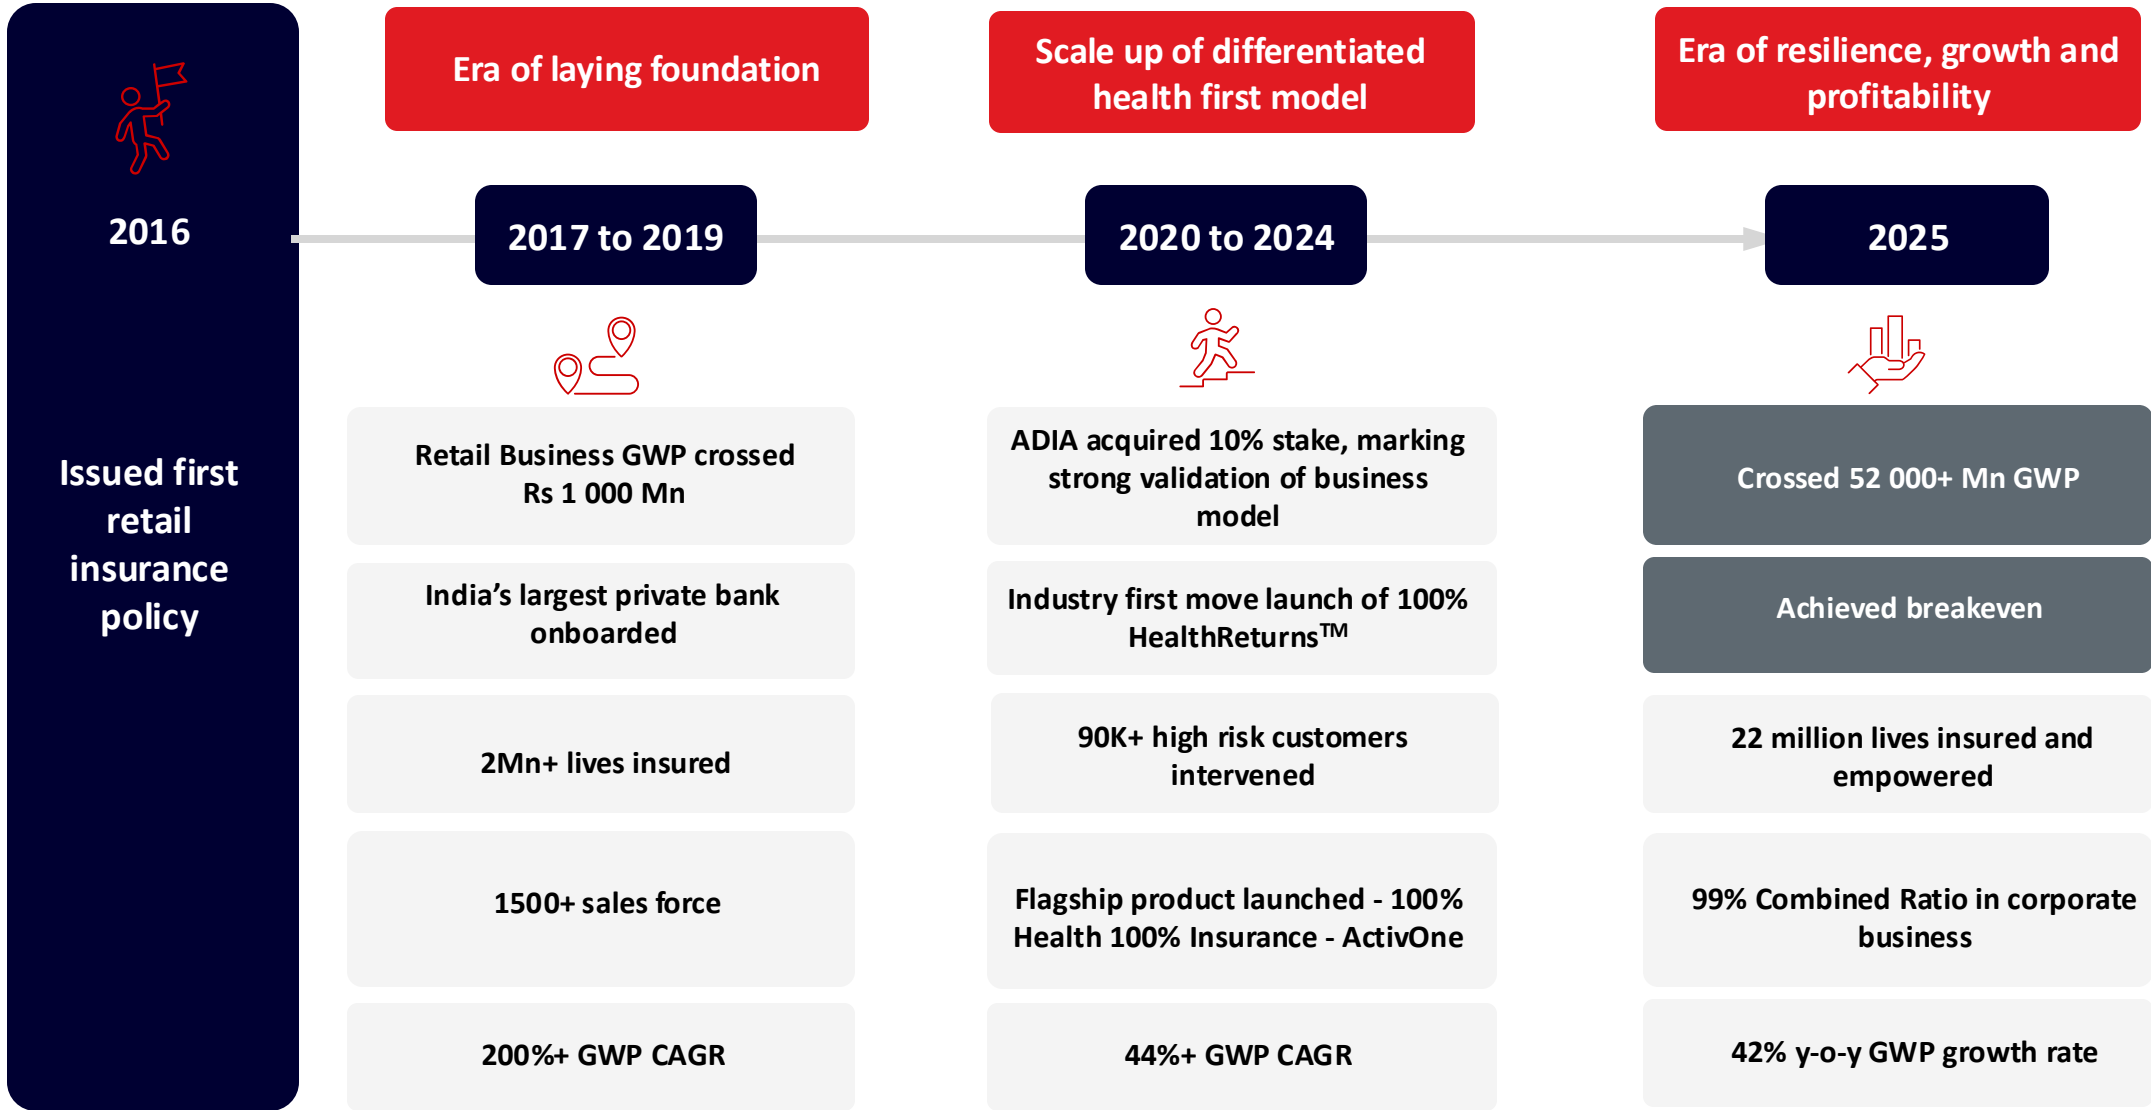 2016
Issued first
retail
insurance
policy
Era of laying foundation
2017 to 2019
Retail Business GWP crossed
Rs 1 000 Mn
India’s largest private bank
onboarded
2Mn+ lives insured
1500+ sales force
200%+ GWP CAGR
Scale up of differentiated
health first model
2020 to 2024
ADIA acquired 10% stake, marking
strong validation of business
model
Industry first move launch of 100%
HealthReturnsTM
90K+ high risk customers
intervened
Flagship product launched - 100%
Health 100% Insurance - ActivOne
44%+ GWP CAGR
Era of resilience, growth and
profitability
2025
Crossed 52 000+ Mn GWP
Achieved breakeven
22 million lives insured and
empowered
99% Combined Ratio in corporate
business
42% y-o-y GWP growth rate